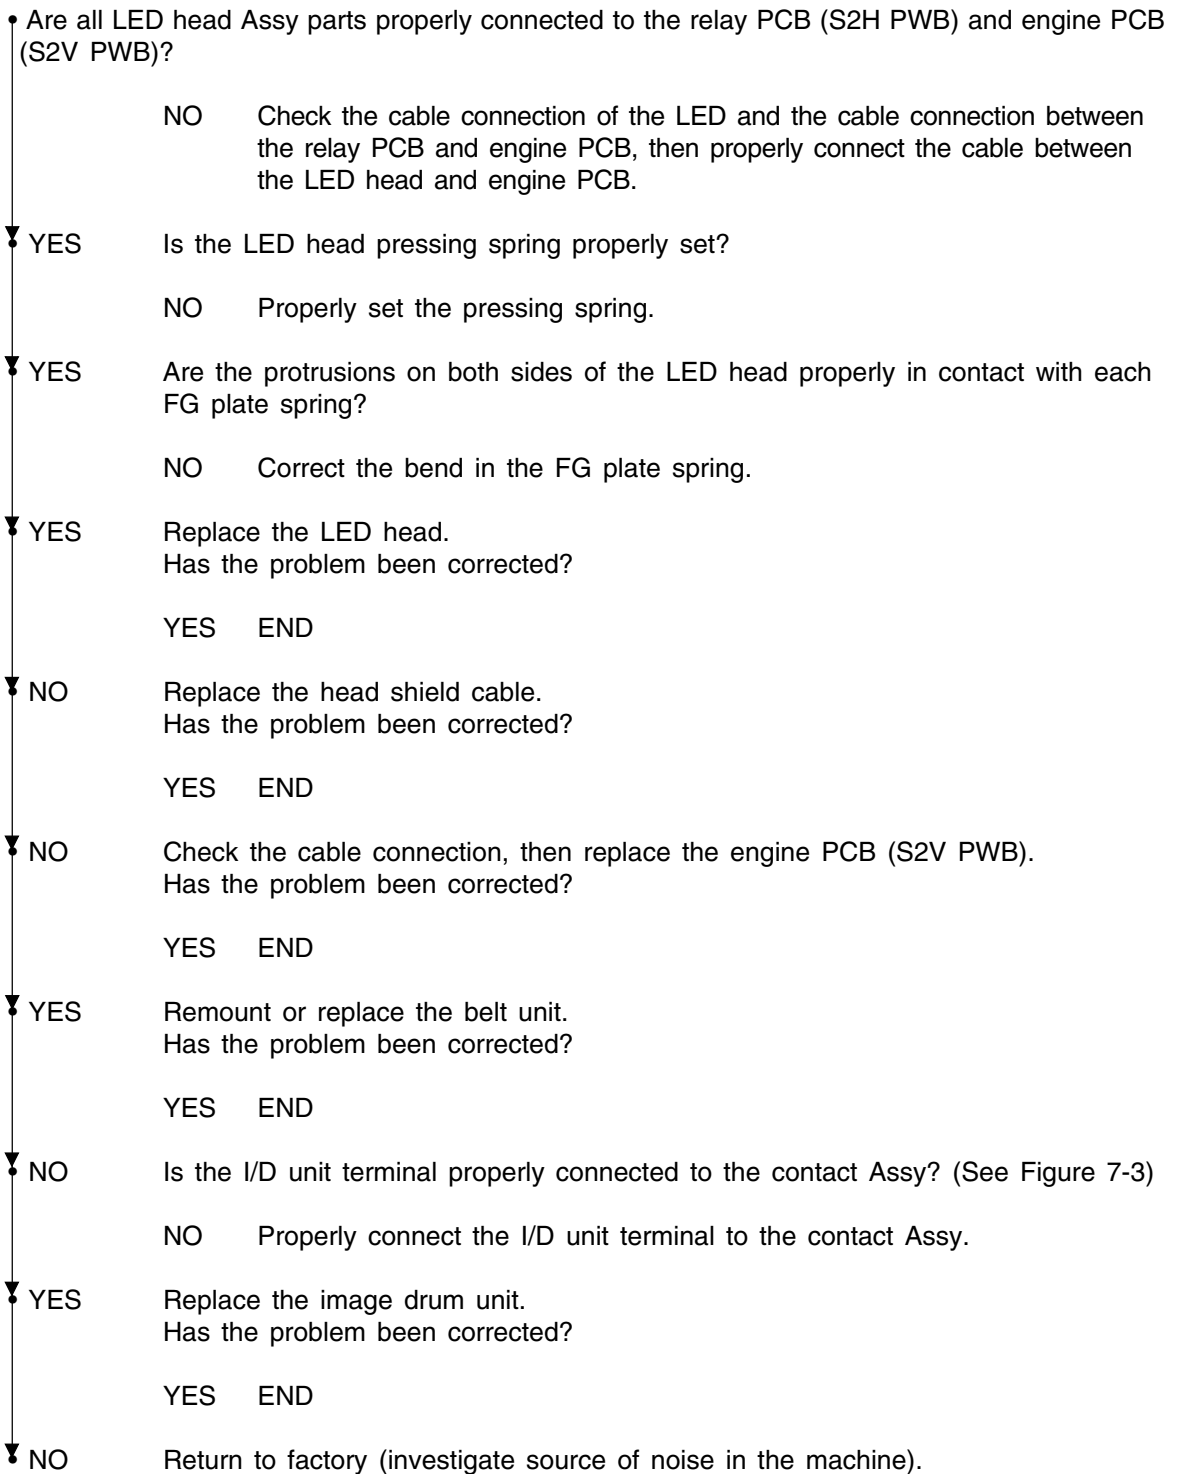 Are all LED head Assy parts properly connected to the relay PCB (S2H PWB) and engine PCB
(S2V PWB)?
NO Check the cable connection of the LED and the cable connection between
the relay PCB and engine PCB, then properly connect the cable between
the LED head and engine PCB.
YES Is the LED head pressing spring properly set?
NO Properly set the pressing spring.
YES Are the protrusions on both sides of the LED head properly in contact with each
FG plate spring?
NO Correct the bend in the FG plate spring.
YES Replace the LED head.
Has the problem been corrected?
YES END
NO Replace the head shield cable.
Has the problem been corrected?
YES END
NO Check the cable connection, then replace the engine PCB (S2V PWB).
Has the problem been corrected?
YES END
YES Remount or replace the belt unit.
Has the problem been corrected?
YES END
NO Is the I/D unit terminal properly connected to the contact Assy? (See Figure 7-3)
NO Properly connect the I/D unit terminal to the contact Assy.
YES Replace the image drum unit.
Has the problem been corrected?
YES END
NO Return to factory (investigate source of noise in the machine).